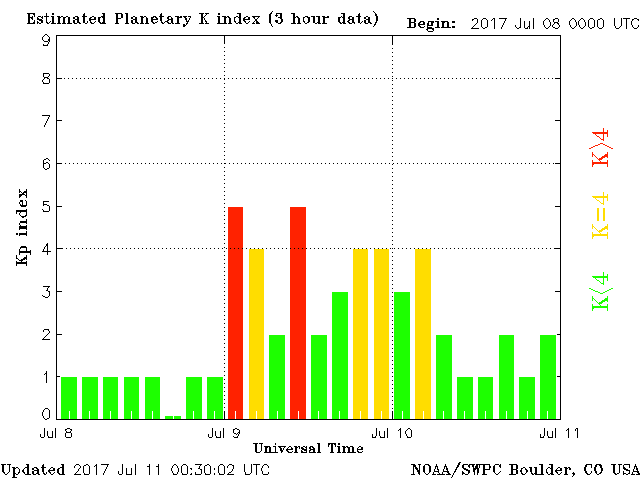 Estimated Planetary K index (3 hour data)
Begin: 2017 Jul 08 0000 UTC
9
8
7
6
5
4
3
2
1
0
Kp index
K>4
K=4
K<4
Jul 8 Jul 9 Jul 10 Jul 11
Universal Time
Updated 2017 Jul 11 00:30:02 UTC
NOAA/SWPC Boulder, CO USA